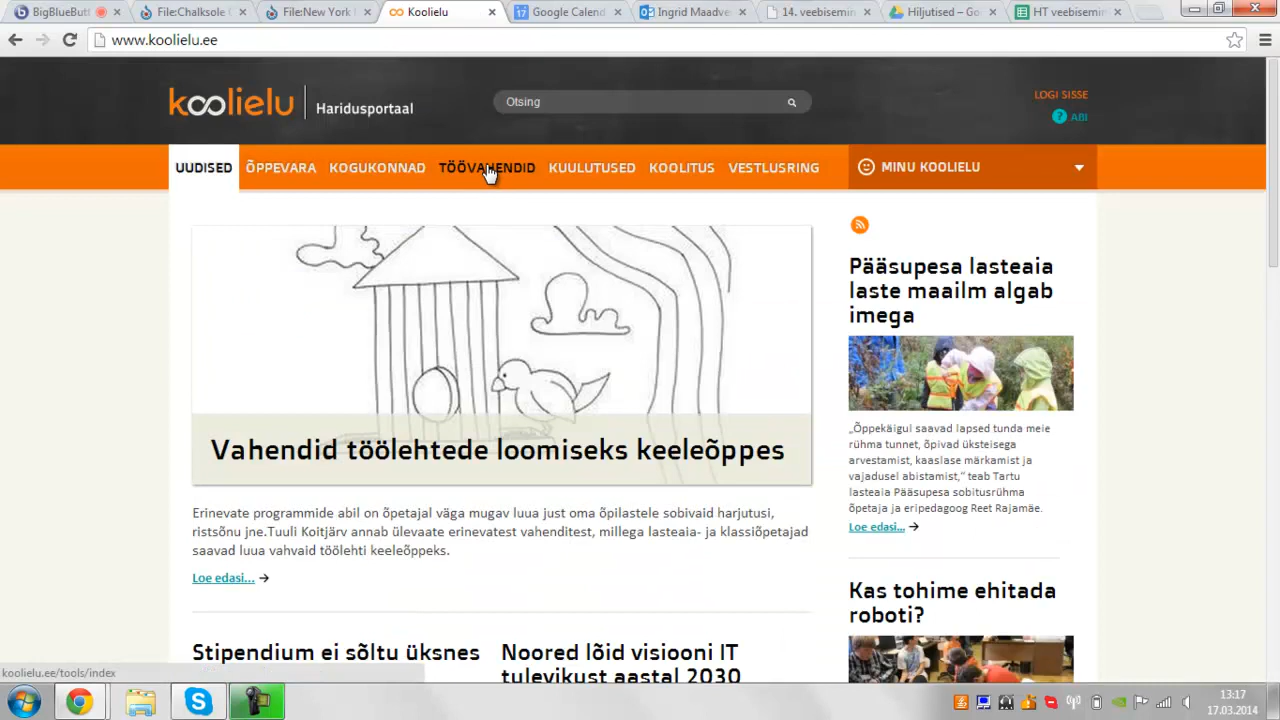 BigBlueButt
File:Chalksole C
File:New York
Koolielu
Google Calend
Ingrid Maadve
14. veebisemin
Hiljutised – Go
HT veebisemin
www.koolielu.ee
koolielu
Haridusportaal
Otsing
LOGI SISSE
? ABI
UUDISED ÕPPEVARA KOGUKONNAD TÖÖVAHENDID KUULUTUSED KOOLITUS VESTLUSRING
MINU KOOLIELU
Vahendid töölehtede loomiseks keeleõppes
Erinevate programmide abil on õpetajal väga mugav luua just oma õpilastele sobivaid harjutusi,
ristsõnu jne.Tuuli Koitjärv annab ülevaate erinevatest vahenditest, millega lasteaia- ja klassiõpetajad
saavad luua vahvaid töölehti keeleõppeks.
Loe edasi...
Stipendium ei sõltu üksnes
Noored lõid visiooni IT
tulevikust aastal 2030
Pääsupesa lasteaia
laste maailm algab
imega
„Õppekäigul saavad lapsed tunda meie
rühma tunnet, õpivad üksteisega
arvestamist, kaaslase märkamist ja
vajadusel abistamist,“ teab Tartu
lasteaia Pääsupesa sobitusrühma
õpetaja ja eripedagoog Reet Rajamäe.
Loe edasi...
Kas tohime ehitada
roboti?
koolielu.ee/tools/index
13:17
17.03.2014